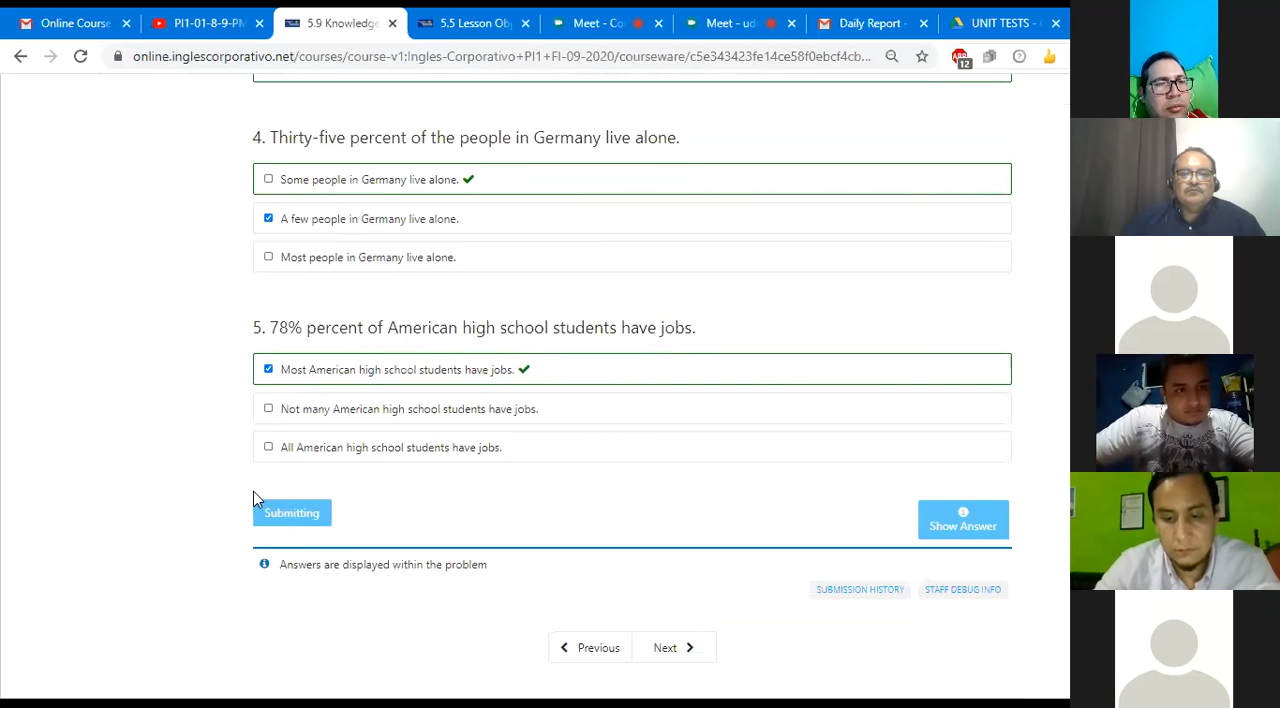 Online Course
PI1-01-8-9-PM
5.9 Knowledge
5.5 Lesson Obj
Meet - Co
Meet - ud
Daily Report -
UNIT TESTS -
online.inglescorporativo.net/courses/course-v1:Ingles-Corporativo+PI1+FI-09-2020/courseware/c5e343423fe14ce58f0ebcf4cb...
12
4. Thirty-five percent of the people in Germany live alone.
Some people in Germany live alone.
A few people in Germany live alone.
Most people in Germany live alone.
5. 78% percent of American high school students have jobs.
Most American high school students have jobs.
Not many American high school students have jobs.
All American high school students have jobs.
Submitting
Show Answer
Answers are displayed within the problem
SUBMISSION HISTORY
STAFF DEBUG INFO
Previous
Next